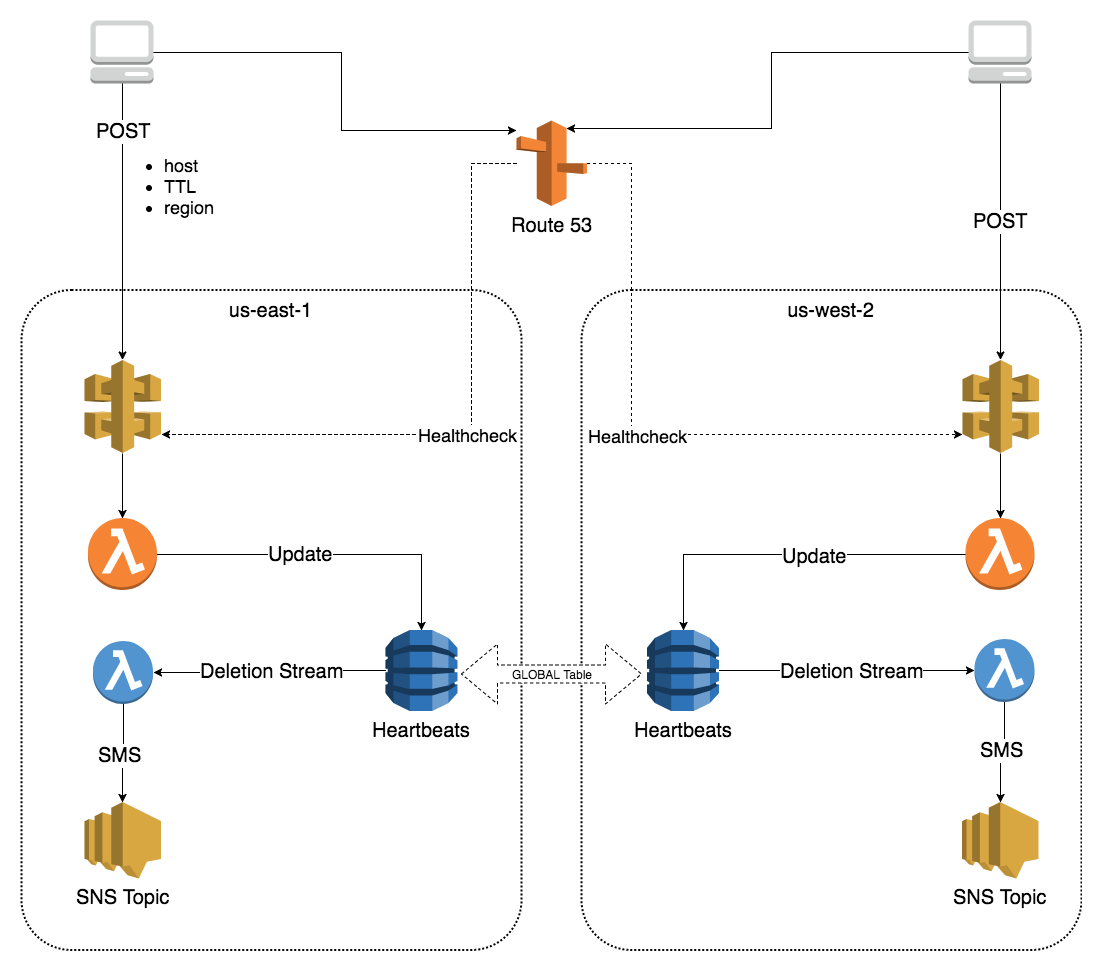 POST
• host
• TTL
• region
Route 53
POST
us-east-1
us-west-2
Healthcheck
Healthcheck
Update
Update
Deletion Stream
GLOBAL Table
Deletion Stream
Heartbeats
Heartbeats
SMS
SMS
SNS Topic
SNS Topic